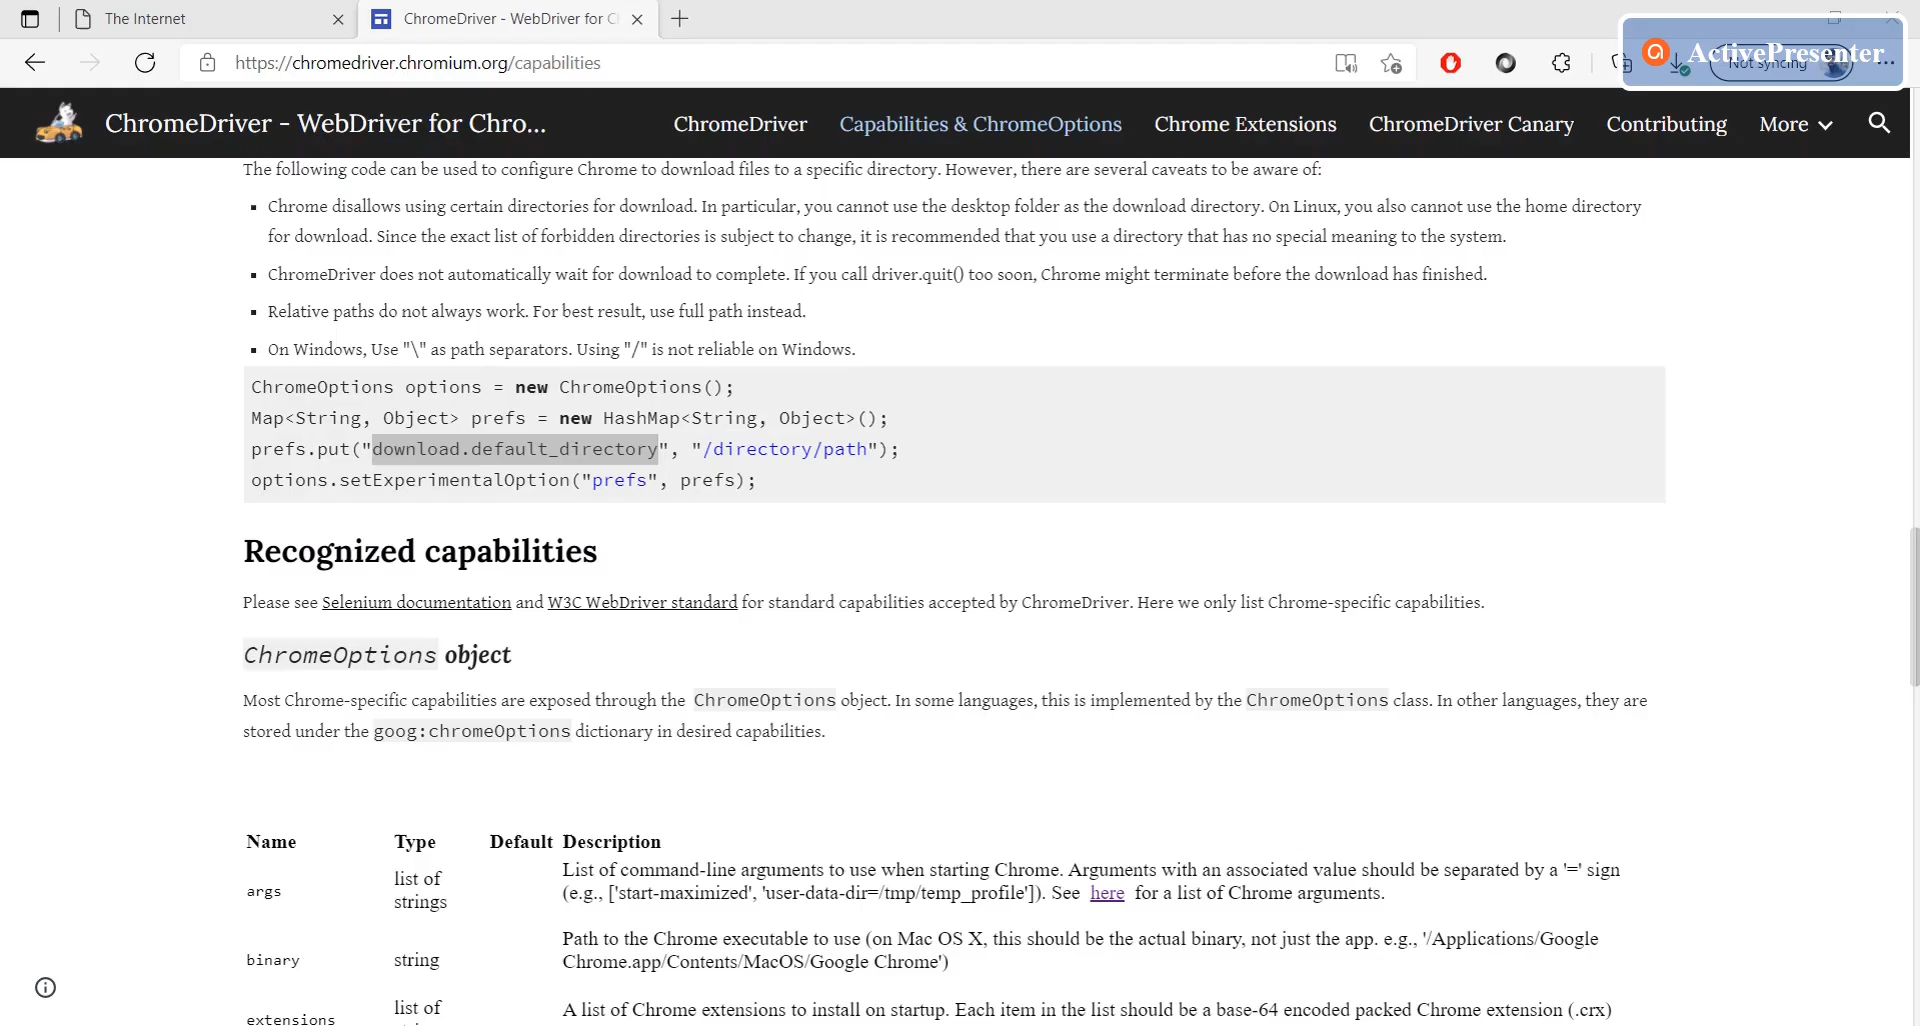 The Internet
ChromeDriver - WebDriver for C
https://chromedriver.chromium.org/capabilities
Not syncing
ActivePresenter
ChromeDriver - WebDriver for Chro...
ChromeDriver
Capabilities & ChromeOptions
Chrome Extensions
ChromeDriver Canary
Contributing
More
The following code can be used to configure Chrome to download files to a specific directory. However, there are several caveats to be aware of:
▪ Chrome disallows using certain directories for download. In particular, you cannot use the desktop folder as the download directory. On Linux, you also cannot use the home directory
for download. Since the exact list of forbidden directories is subject to change, it is recommended that you use a directory that has no special meaning to the system.
▪ ChromeDriver does not automatically wait for download to complete. If you call driver.quit() too soon, Chrome might terminate before the download has finished.
▪ Relative paths do not always work. For best result, use full path instead.
▪ On Windows, Use "\" as path separators. Using "/" is not reliable on Windows.
ChromeOptions options = new ChromeOptions();
Map<String, Object> prefs = new HashMap<String, Object>();
prefs.put("download.default_directory", "/directory/path");
options.setExperimentalOption("prefs", prefs);
Recognized capabilities
Please see Selenium documentation and W3C WebDriver standard for standard capabilities accepted by ChromeDriver. Here we only list Chrome-specific capabilities.
ChromeOptions object
Most Chrome-specific capabilities are exposed through the ChromeOptions object. In some languages, this is implemented by the ChromeOptions class. In other languages, they are
stored under the goog:chromeOptions dictionary in desired capabilities.
Name Type Default Description
args
list of
strings
List of command-line arguments to use when starting Chrome. Arguments with an associated value should be separated by a '=' sign
(e.g., ['start-maximized', 'user-data-dir=/tmp/temp_profile']). See here for a list of Chrome arguments.
binary
string
Path to the Chrome executable to use (on Mac OS X, this should be the actual binary, not just the app. e.g., '/Applications/Google
Chrome.app/Contents/MacOS/Google Chrome')
extensions
list of
A list of Chrome extensions to install on startup. Each item in the list should be a base-64 encoded packed Chrome extension (.crx)